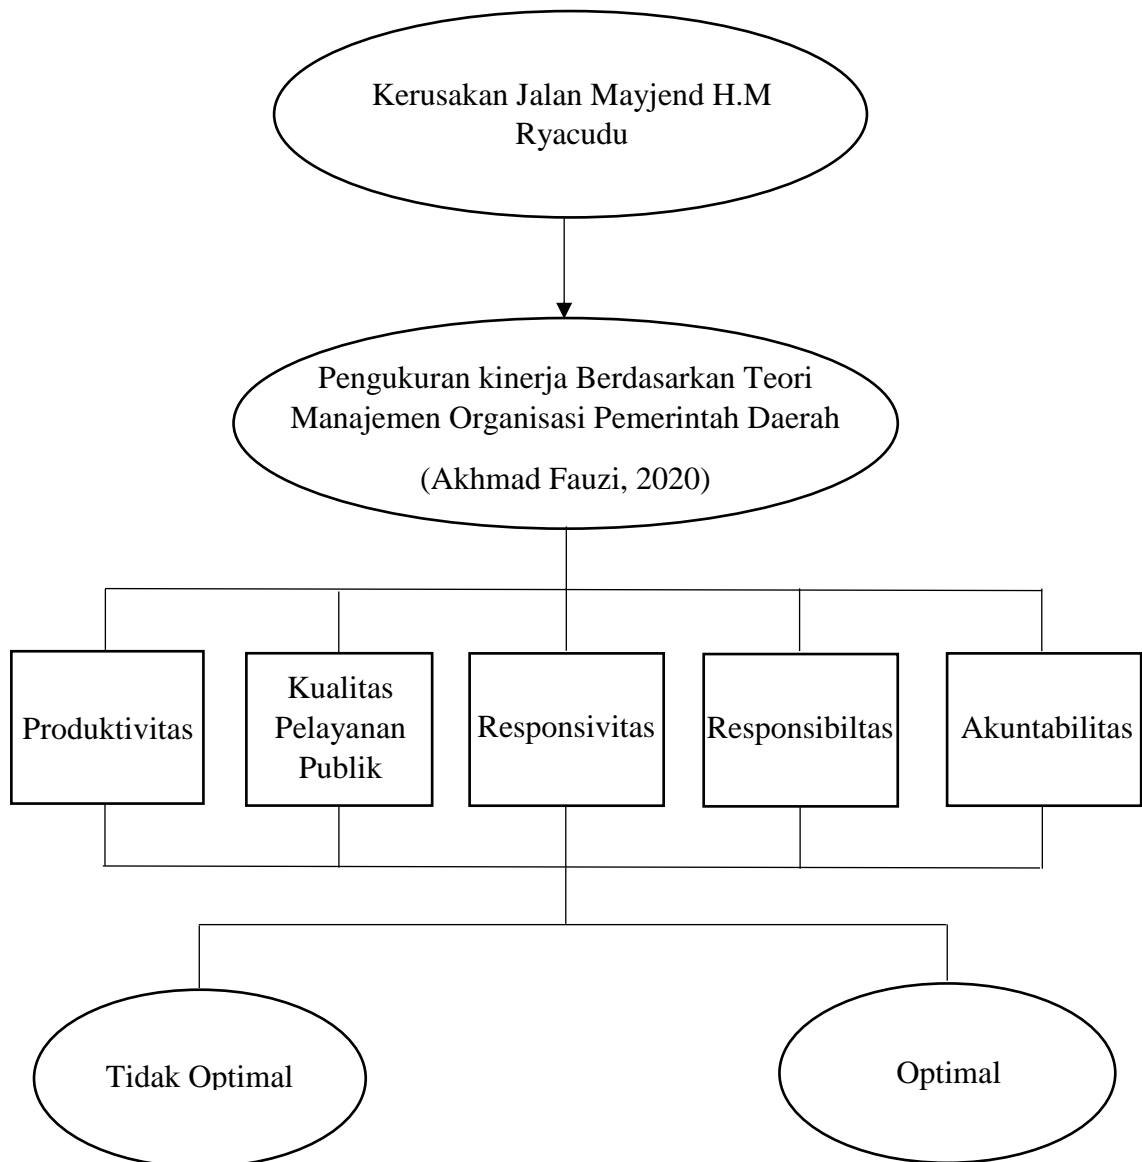 Kerusakan Jalan Mayjend H.M
Ryacudu
Pengukuran kinerja Berdasarkan Teori
Manajemen Organisasi Pemerintah Daerah
(Akhmad Fauzi, 2020)
Produktivitas
Kualitas
Pelayanan
Publik
Responsivitas
Responsibiltas
Akuntabilitas
Tidak Optimal
Optimal